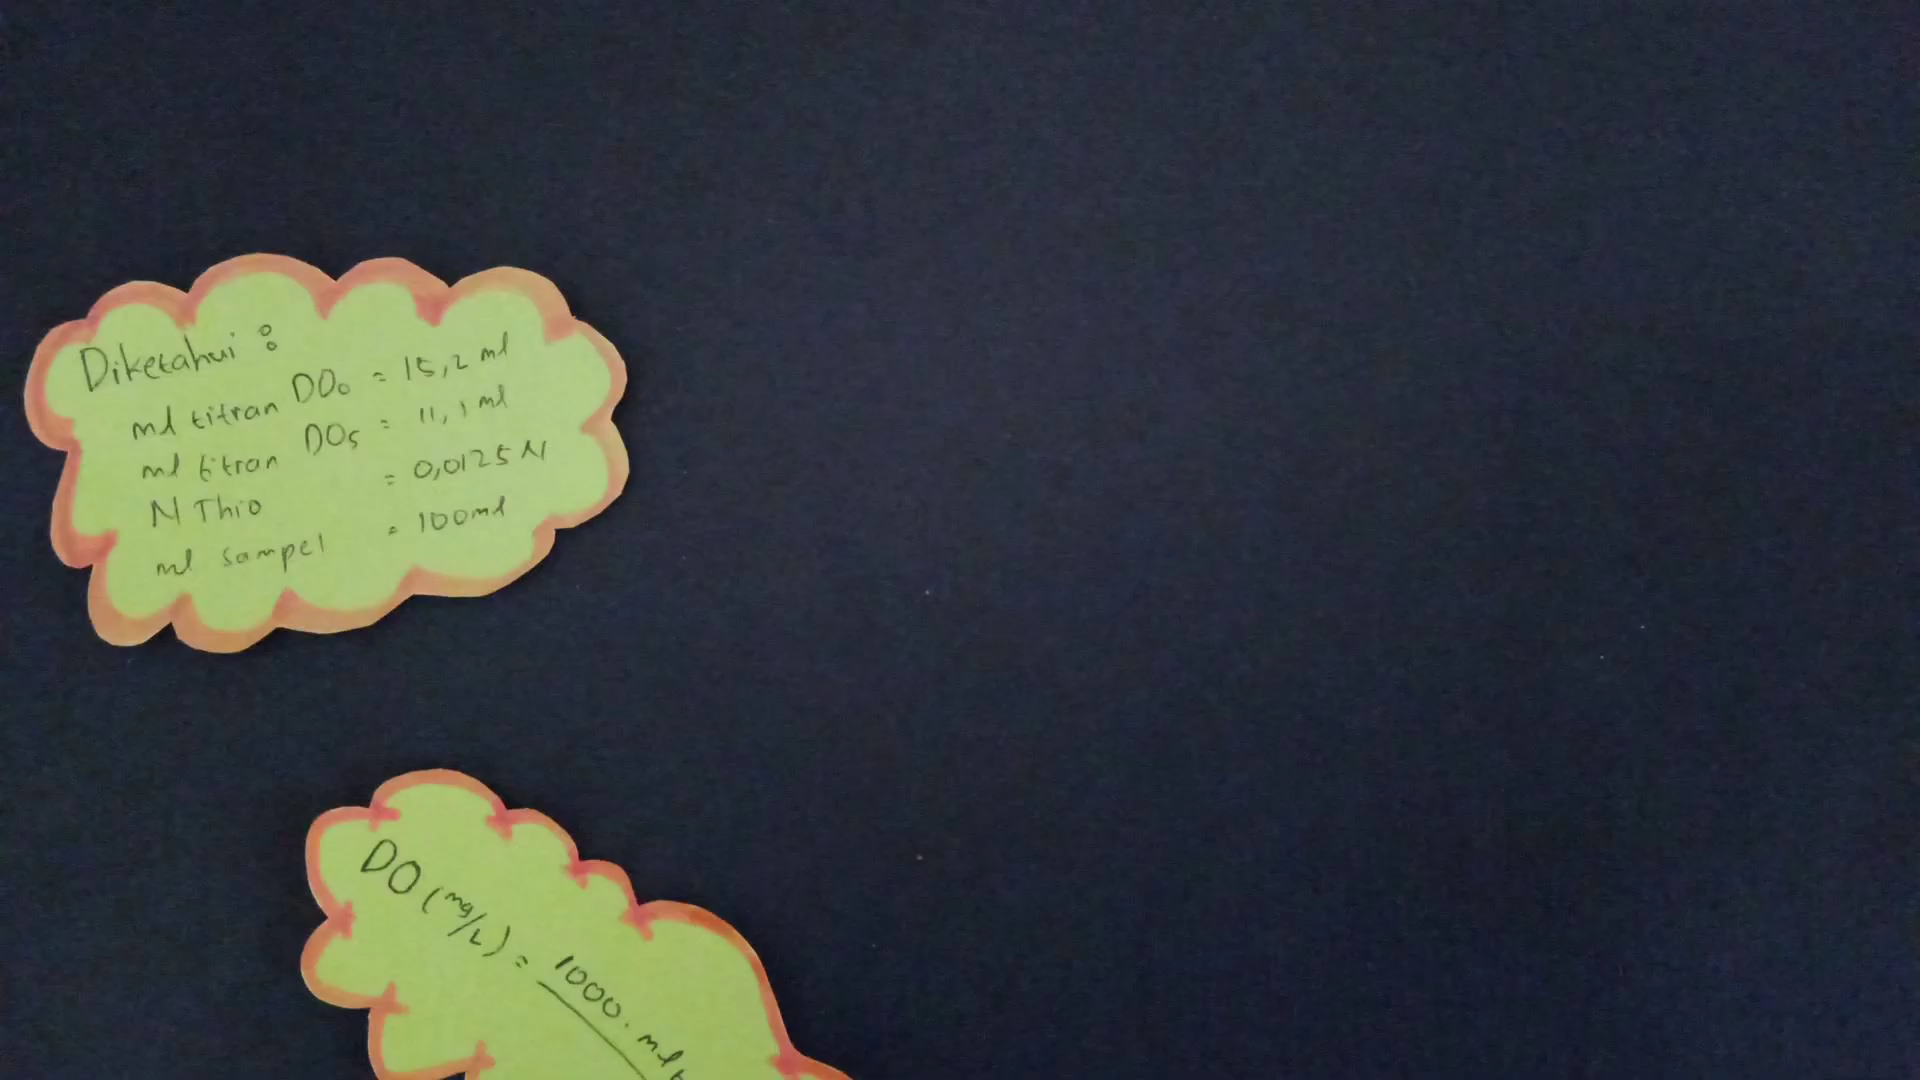 Diketahui :
ml titran DO₀ = 15,2 ml
ml titran DO₅ = 11,1 ml
N Thio = 0,0125 N
ml sampel = 100ml
DO (mg/L) = 1000. ml